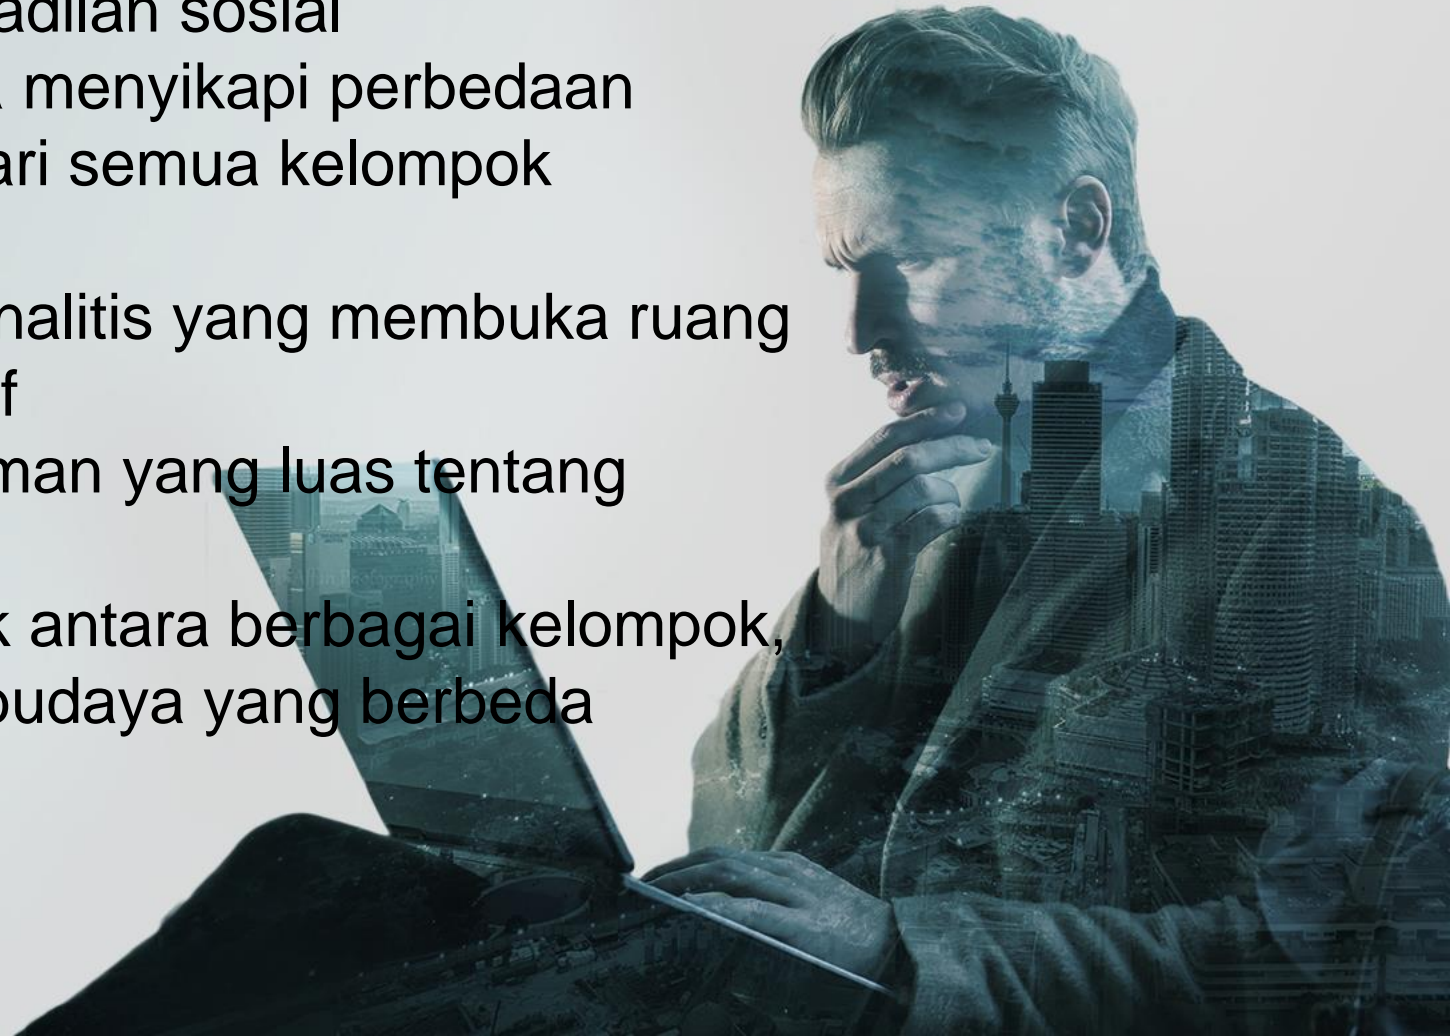 adilan sosial
menyikapi perbedaan
ari semua kelompok
nalitis yang membuka ruang
f
man yang luas tentang
k antara berbagai kelompok,
budaya yang berbeda